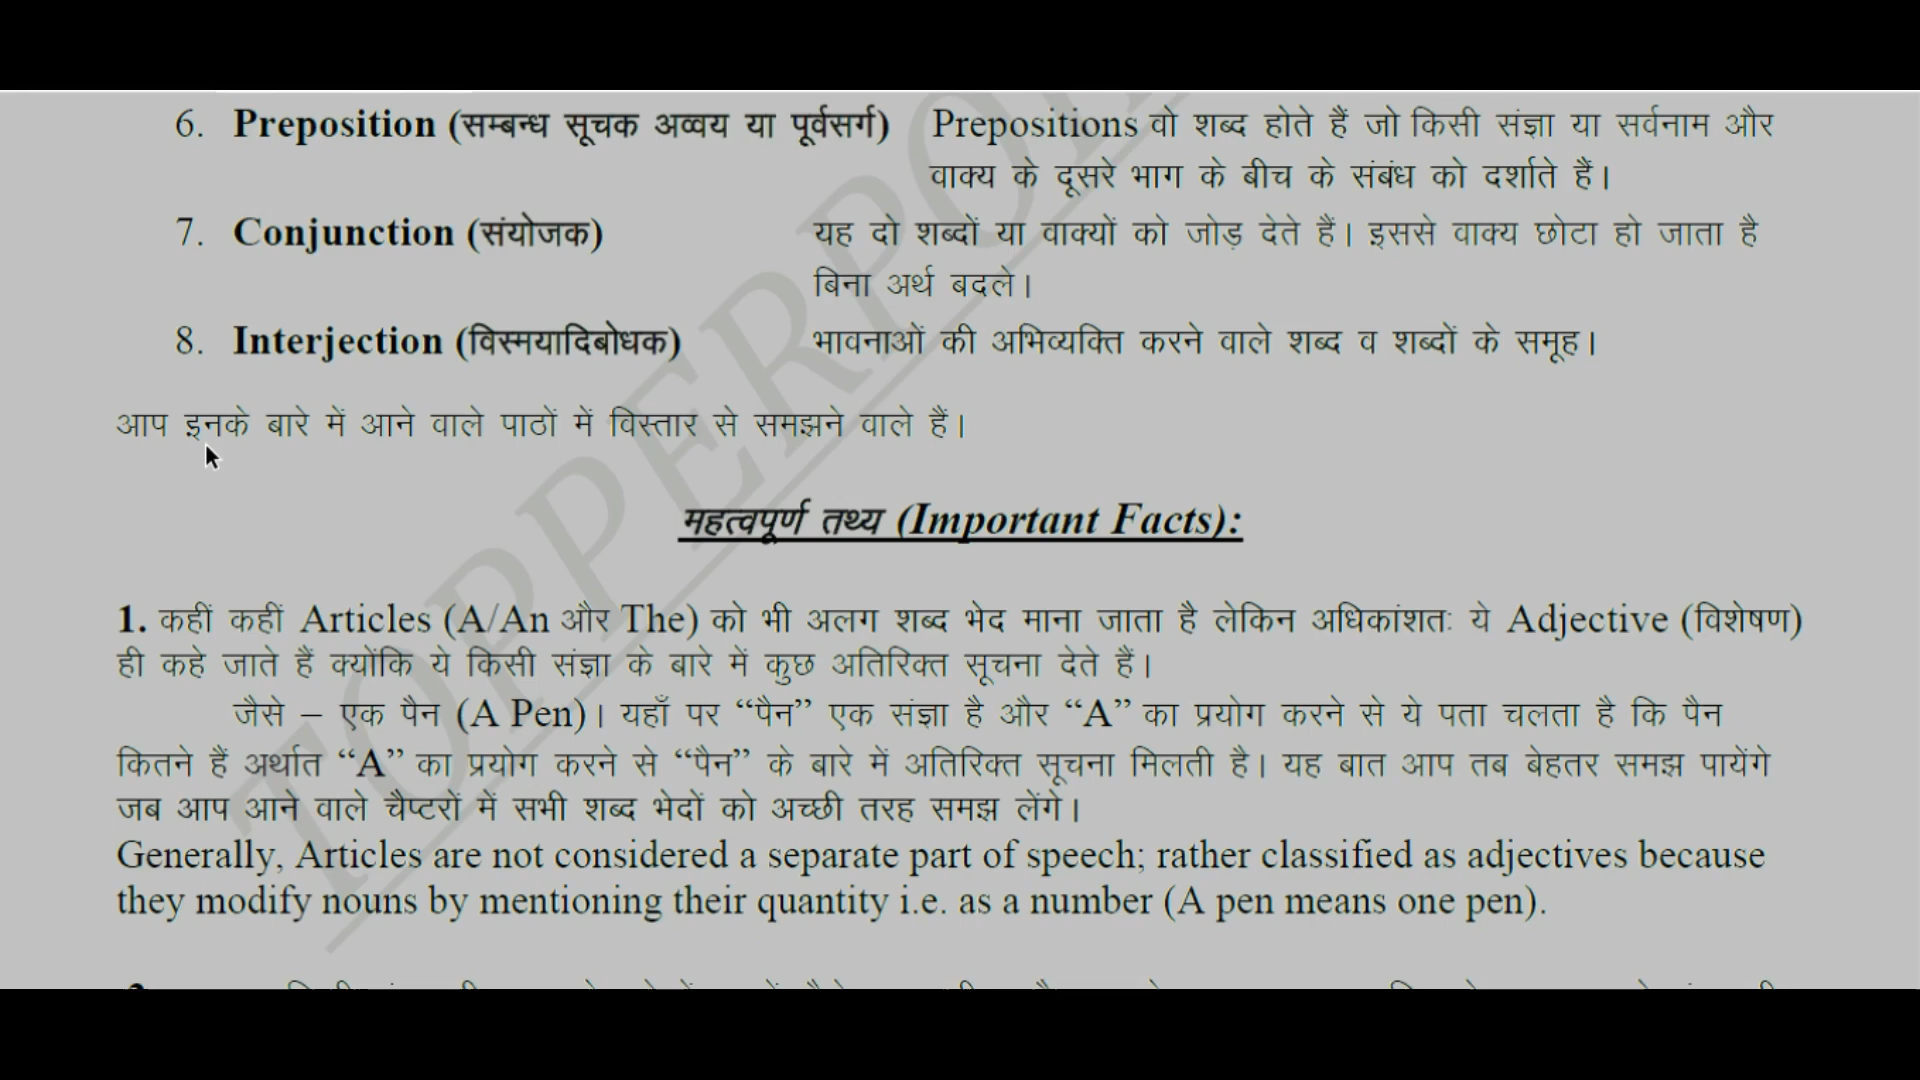 6. Preposition (सम्बन्ध सूचक अव्वय या पूर्वसर्ग) Prepositions वो शब्द होते हैं जो किसी संज्ञा या सर्वनाम और
वाक्य के दूसरे भाग के बीच के संबंध को दर्शाते हैं।
7. Conjunction (संयोजक) यह दो शब्दों या वाक्यों को जोड़ देते हैं। इससे वाक्य छोटा हो जाता है
बिना अर्थ बदले।
8. Interjection (विस्मयादिबोधक) भावनाओं की अभिव्यक्ति करने वाले शब्द व शब्दों के समूह।
आप इनके बारे में आने वाले पाठों में विस्तार से समझने वाले हैं।
महत्वपूर्ण तथ्य (Important Facts):
1. कहीं कहीं Articles (A/An और The) को भी अलग शब्द भेद माना जाता है लेकिन अधिकांशतः ये Adjective (विशेषण)
ही कहे जाते हैं क्योंकि ये किसी संज्ञा के बारे में कुछ अतिरिक्त सूचना देते हैं।
जैसे – एक पैन (A Pen)। यहाँ पर “पैन” एक संज्ञा है और “A” का प्रयोग करने से ये पता चलता है कि पैन
कितने हैं अर्थात “A” का प्रयोग करने से “पैन” के बारे में अतिरिक्त सूचना मिलती है। यह बात आप तब बेहतर समझ पायेंगे
जब आप आने वाले चैप्टरों में सभी शब्द भेदों को अच्छी तरह समझ लेंगे।
Generally, Articles are not considered a separate part of speech; rather classified as adjectives because
they modify nouns by mentioning their quantity i.e. as a number (A pen means one pen).